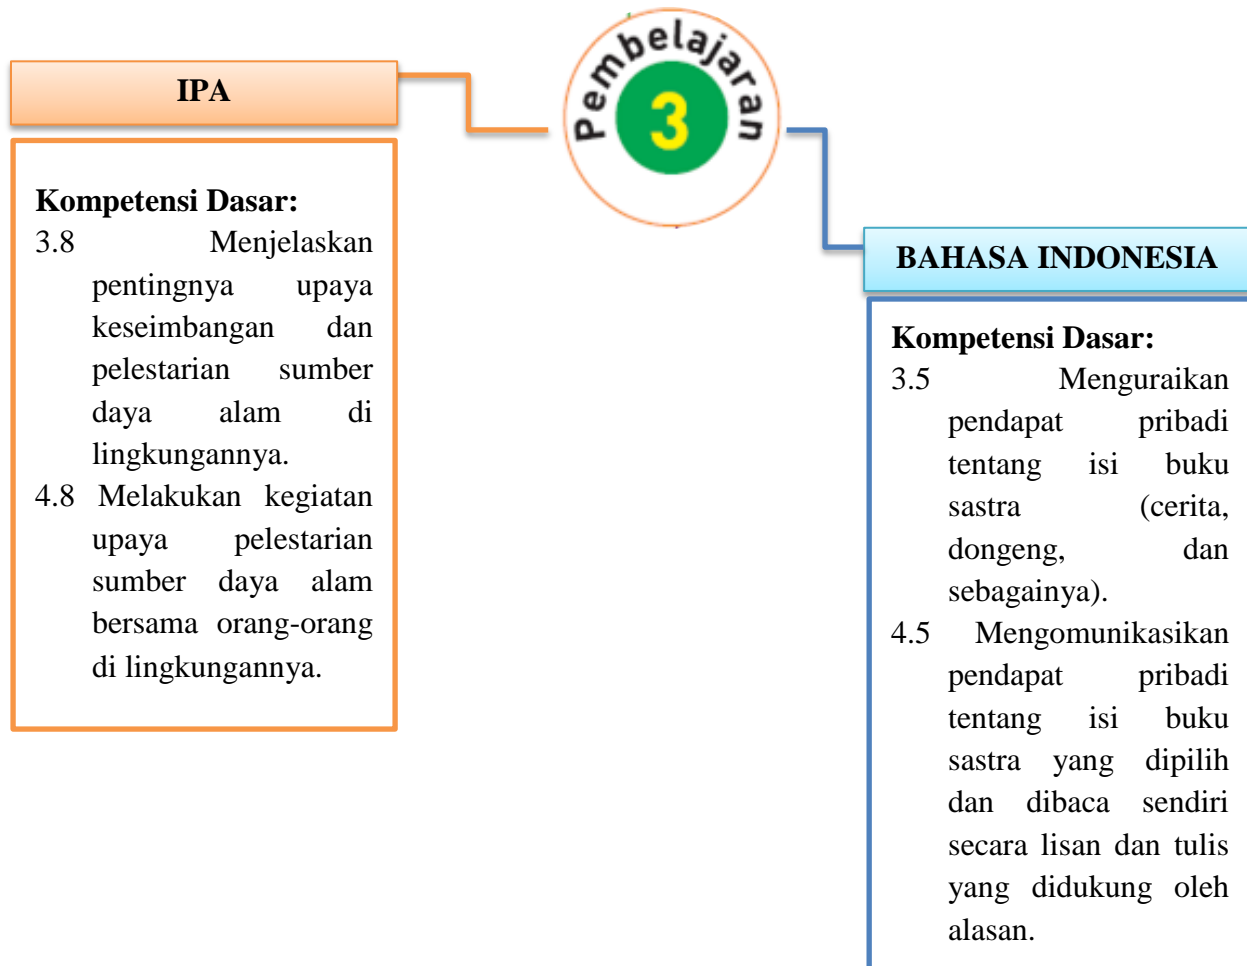 Pembelajaran
3
IPA
Kompetensi Dasar:
3.8 Menjelaskan
pentingnya upaya
keseimbangan dan
pelestarian sumber
daya alam di
lingkungannya.
4.8 Melakukan kegiatan
upaya pelestarian
sumber daya alam
bersama orang-orang
di lingkungannya.
BAHASA INDONESIA
Kompetensi Dasar:
3.5 Menguraikan
pendapat pribadi
tentang isi buku
sastra (cerita,
dongeng, dan
sebagainya).
4.5 Mengomunikasikan
pendapat pribadi
tentang isi buku
sastra yang dipilih
dan dibaca sendiri
secara lisan dan tulis
yang didukung oleh
alasan.